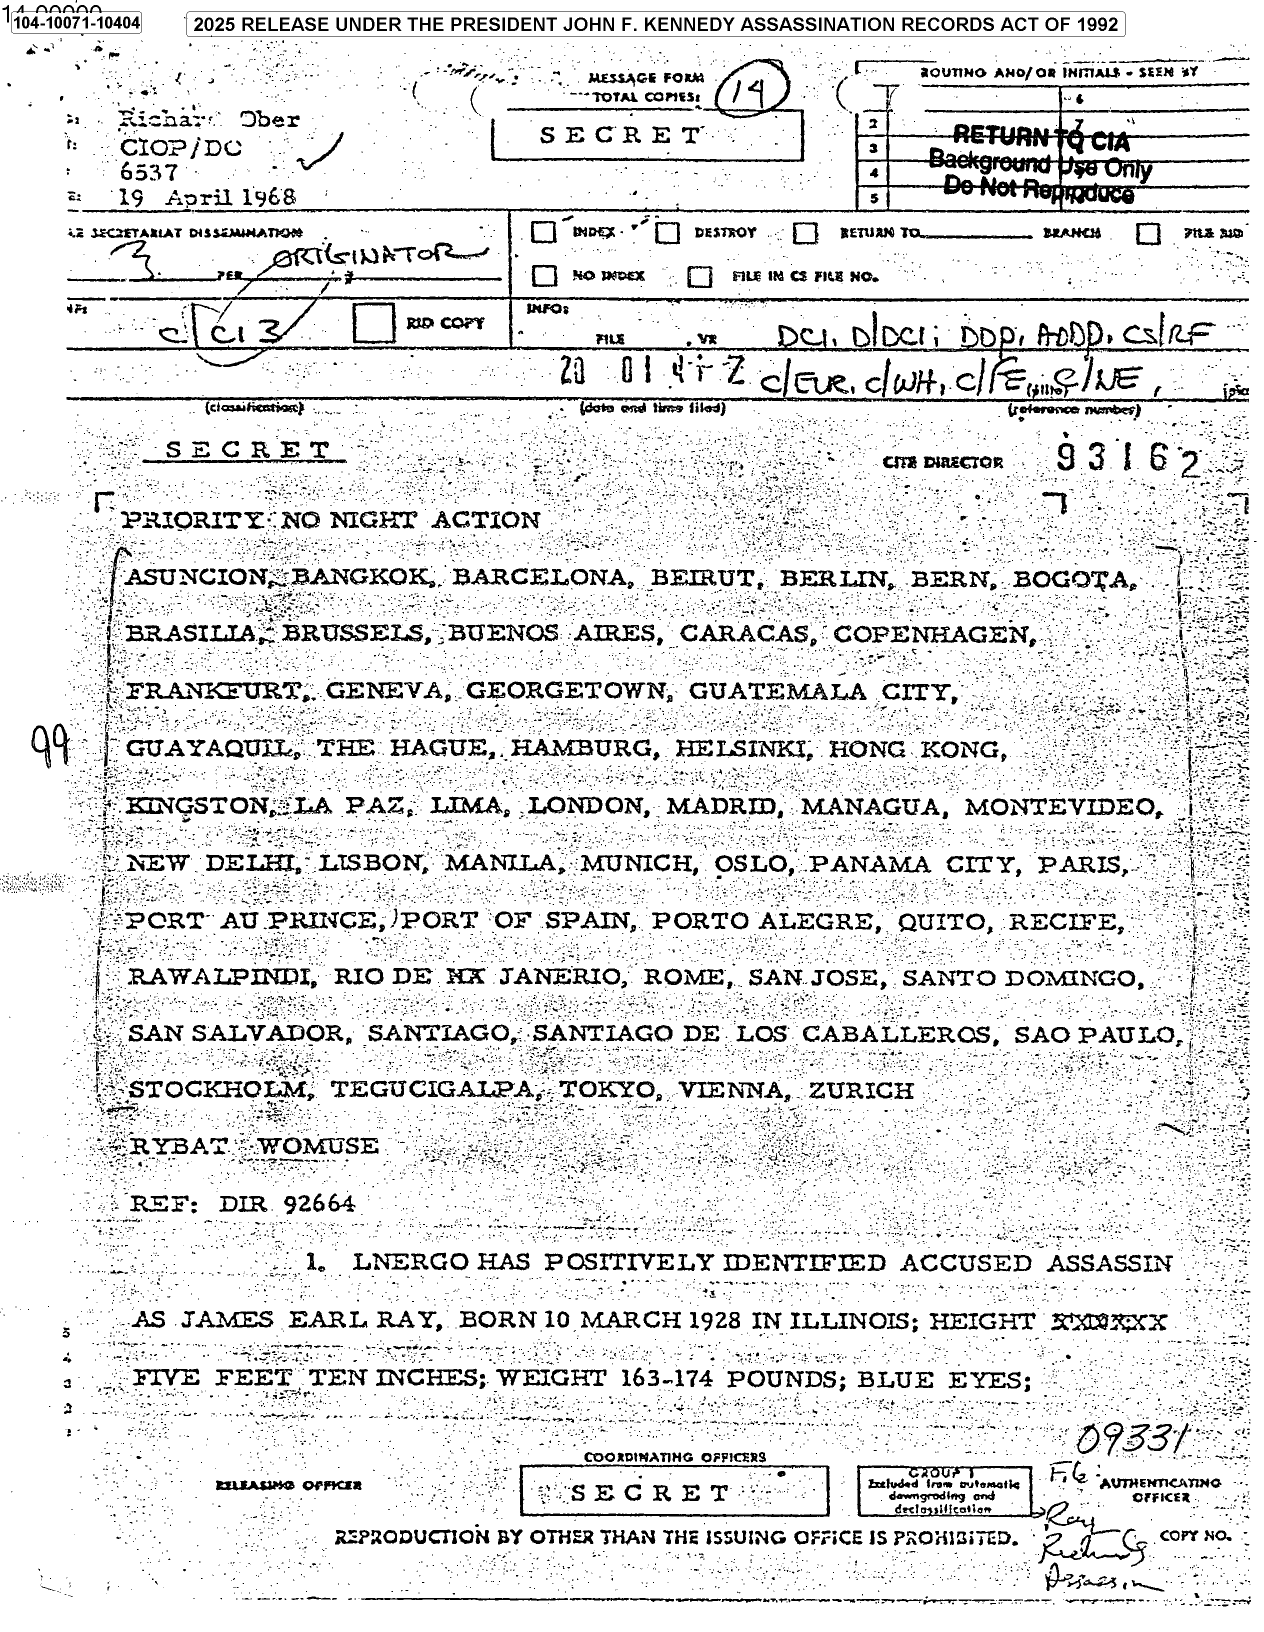 104-10071-10404
2025 RELEASE UNDER THE PRESIDENT JOHN F. KENNEDY ASSASSINATION RECORDS ACT OF 1992
MESSAGE FORM
TOTAL COPIES: 14
ROUTING AND/OR INITIALS - SEEN BY
6
2
3
4
5
7
RETURN TO CIA
Background Use Only
Do Not Reproduce
Richard Ober
CIOP/DC
6537
19 April 1968
SECRET
SECRETARIAT DISSEMINATION
3 PER ORIGINATOR #
INDEX DESTROY RETURN TO BRANCH FILE RID
NO INDEX FILE IN CS FILE NO.
C/CI 3 RID COPY
INFO:
FILE VR DCI, D/DCI; DDP, ADDP, CS/RF
C/EUR, C/WH, C/FE, C/NE,
(classification) (date and time filed) (reference number)
SECRET
CITE DIRECTOR 93162
PRIORITY NO NIGHT ACTION
ASUNCION, BANGKOK, BARCELONA, BEIRUT, BERLIN, BERN, BOGOTA,
BRASILIA, BRUSSELS, BUENOS AIRES, CARACAS, COPENHAGEN,
FRANKFURT, GENEVA, GEORGETOWN, GUATEMALA CITY,
99
GUAYAQUIL, THE HAGUE, HAMBURG, HELSINKI, HONG KONG,
KINGSTON, LA PAZ, LIMA, LONDON, MADRID, MANAGUA, MONTEVIDEO,
NEW DELHI, LISBON, MANILA, MUNICH, OSLO, PANAMA CITY, PARIS,
PORT AU PRINCE, PORT OF SPAIN, PORTO ALEGRE, QUITO, RECIFE,
RAWALPINDI, RIO DE XX JANERIO, ROME, SAN JOSE, SANTO DOMINGO,
SAN SALVADOR, SANTIAGO, SANTIAGO DE LOS CABALLEROS, SAO PAULO,
STOCKHOLM, TEGUCIGALPA, TOKYO, VIENNA, ZURICH
RYBAT WOMUSE
REF: DIR 92664
1. LNERGO HAS POSITIVELY IDENTIFIED ACCUSED ASSASSIN
AS JAMES EARL RAY, BORN 10 MARCH 1928 IN ILLINOIS; HEIGHT
FIVE FEET TEN INCHES; WEIGHT 163-174 POUNDS; BLUE EYES;
5
4
3
2
1
09331
COORDINATING OFFICERS
RELEASING OFFICER
SECRET
GROUP 1
Excluded from automatic
downgrading and
declassification
AUTHENTICATING
OFFICER
REPRODUCTION BY OTHER THAN THE ISSUING OFFICE IS PROHIBITED.
COPY NO.
Ray
Assassin